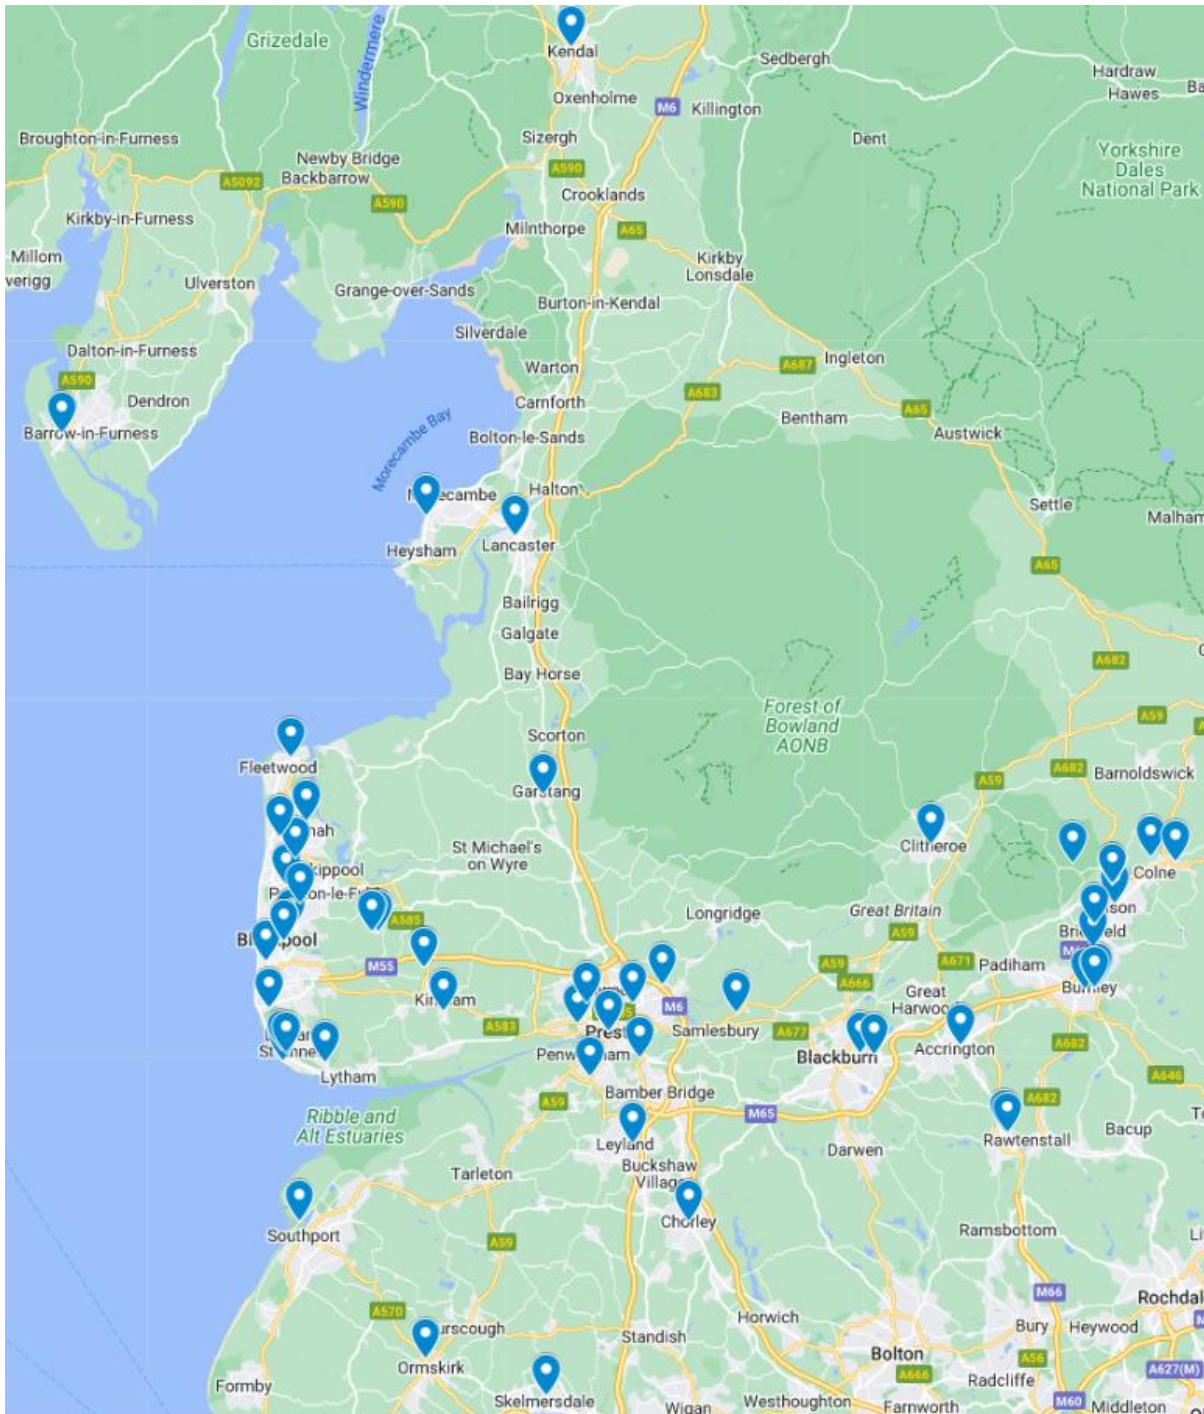 Grizedale
Windermere
Kendal
Sedbergh
Oxenholme
M6
Killington
Hardraw
Hawes
Broughton-in-Furness
Sizergh
Dent
Newby Bridge
Backbarrow
A590
A5092
Yorkshire
Dales
National Park
Crooklands
A590
Kirkby-in-Furness
Milnthorpe
A65
Millom
Kirkby
Lonsdale
Ulverston
Grange-over-Sands
Burton-in-Kendal
Silverdale
Dalton-in-Furness
Warton
Ingleton
A687
A590
Dendron
A683
Carnforth
Bentham
A65
Barrow-in-Furness
Bolton-le-Sands
Austwick
Morecambe Bay
Halton
Settle
Lancaster
Heysham
A65
Bailrigg
Galgate
A682
Bay Horse
Forest of
Bowland
AONB
A59
Scorton
Fleetwood
A682
Barnoldswick
A59
Garstang
St Michael's
on Wyre
Clitheroe
Colne
Longridge
Great Britain
A585
A59
M55
A59
A671
Padiham
A666
Great
Burnley
M6
A583
Samlesbury
A677
Blackburn
Accrington
A682
Lytham
Bamber Bridge
A646
A59
M65
A682
Ribble and
Alt Estuaries
Leyland
Darwen
Rawtenstall
Bacup
Tarleton
Buckshaw
Chorley
Southport
A59
Ramsbottom
M66
A570
Horwich
Standish
Bury
Heywood
Ormskirk
Bolton
A56
A666
Radcliffe
A627(M)
Formby
Skelmersdale
Wigan
Westhoughton
Farnworth
M60
Middleton